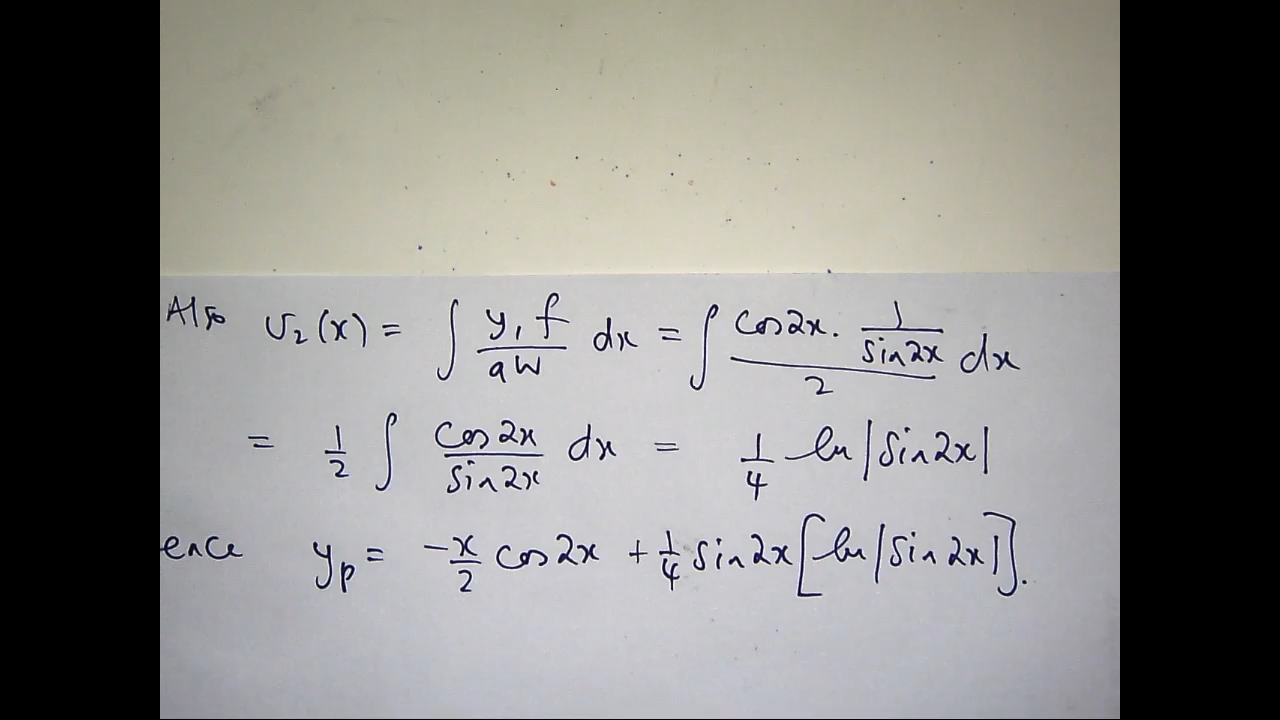 Also v₂(x) = ∫ y₁f/aW dx = ∫ (cos2x · 1/sin2x)/2 dx
= 1/2 ∫ cos2x/sin2x dx = 1/4 ln|sin2x|
ence yₚ = -x/2 cos2x + 1/4 sin2x[ln|sin2x|].